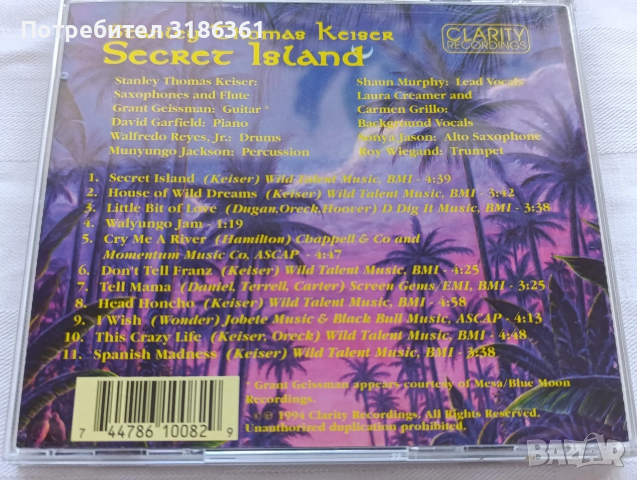 Потребител 3186361
Stanley Thomas Keiser
Secret Island
CLARITY
RECORDINGS
Stanley Thomas Keiser:
Saxophones and Flute
Grant Geissman: Guitar *
David Garfield: Piano
Walfredo Reyes, Jr.: Drums
Munyungo Jackson: Percussion
Shaun Murphy: Lead Vocals
Laura Creamer and
Carmen Grillo:
Background Vocals
Tonya Jason: Alto Saxophone
Roy Wiegand: Trumpet
1. Secret Island (Keiser) Wild Talent Music, BMI - 4:39
2. House of Wild Dreams (Keiser) Wild Talent Music, BMI - 3:42
3. Little Bit of Love (Dugan,Oreck,Hoover) D Dig It Music, BMI - 3:38
4. Walyungo Jam - 1:19
5. Cry Me A River (Hamilton) Chappell & Co and
Momentum Music Co, ASCAP - 4:47
6. Don't Tell Franz (Keiser) Wild Talent Music, BMI - 4:25
7. Tell Mama (Daniel, Terrell, Carter) Screen Gems/EMI, BMI - 3:25
8. Head Honcho (Keiser) Wild Talent Music, BMI - 4:58
9. I Wish (Wonder) Jobete Music & Black Bull Music, ASCAP - 4:13
10. This Crazy Life (Keiser, Oreck) Wild Talent Music, BMI - 4:48
11. Spanish Madness (Keiser) Wild Talent Music, BMI - 3:38
* Grant Geissman appears courtesy of Mesa/Blue Moon
Recordings.
℗ © 1994 Clarity Recordings. All Rights Reserved.
Unauthorized duplication prohibited.
7 44786 10082 9
BAZAR